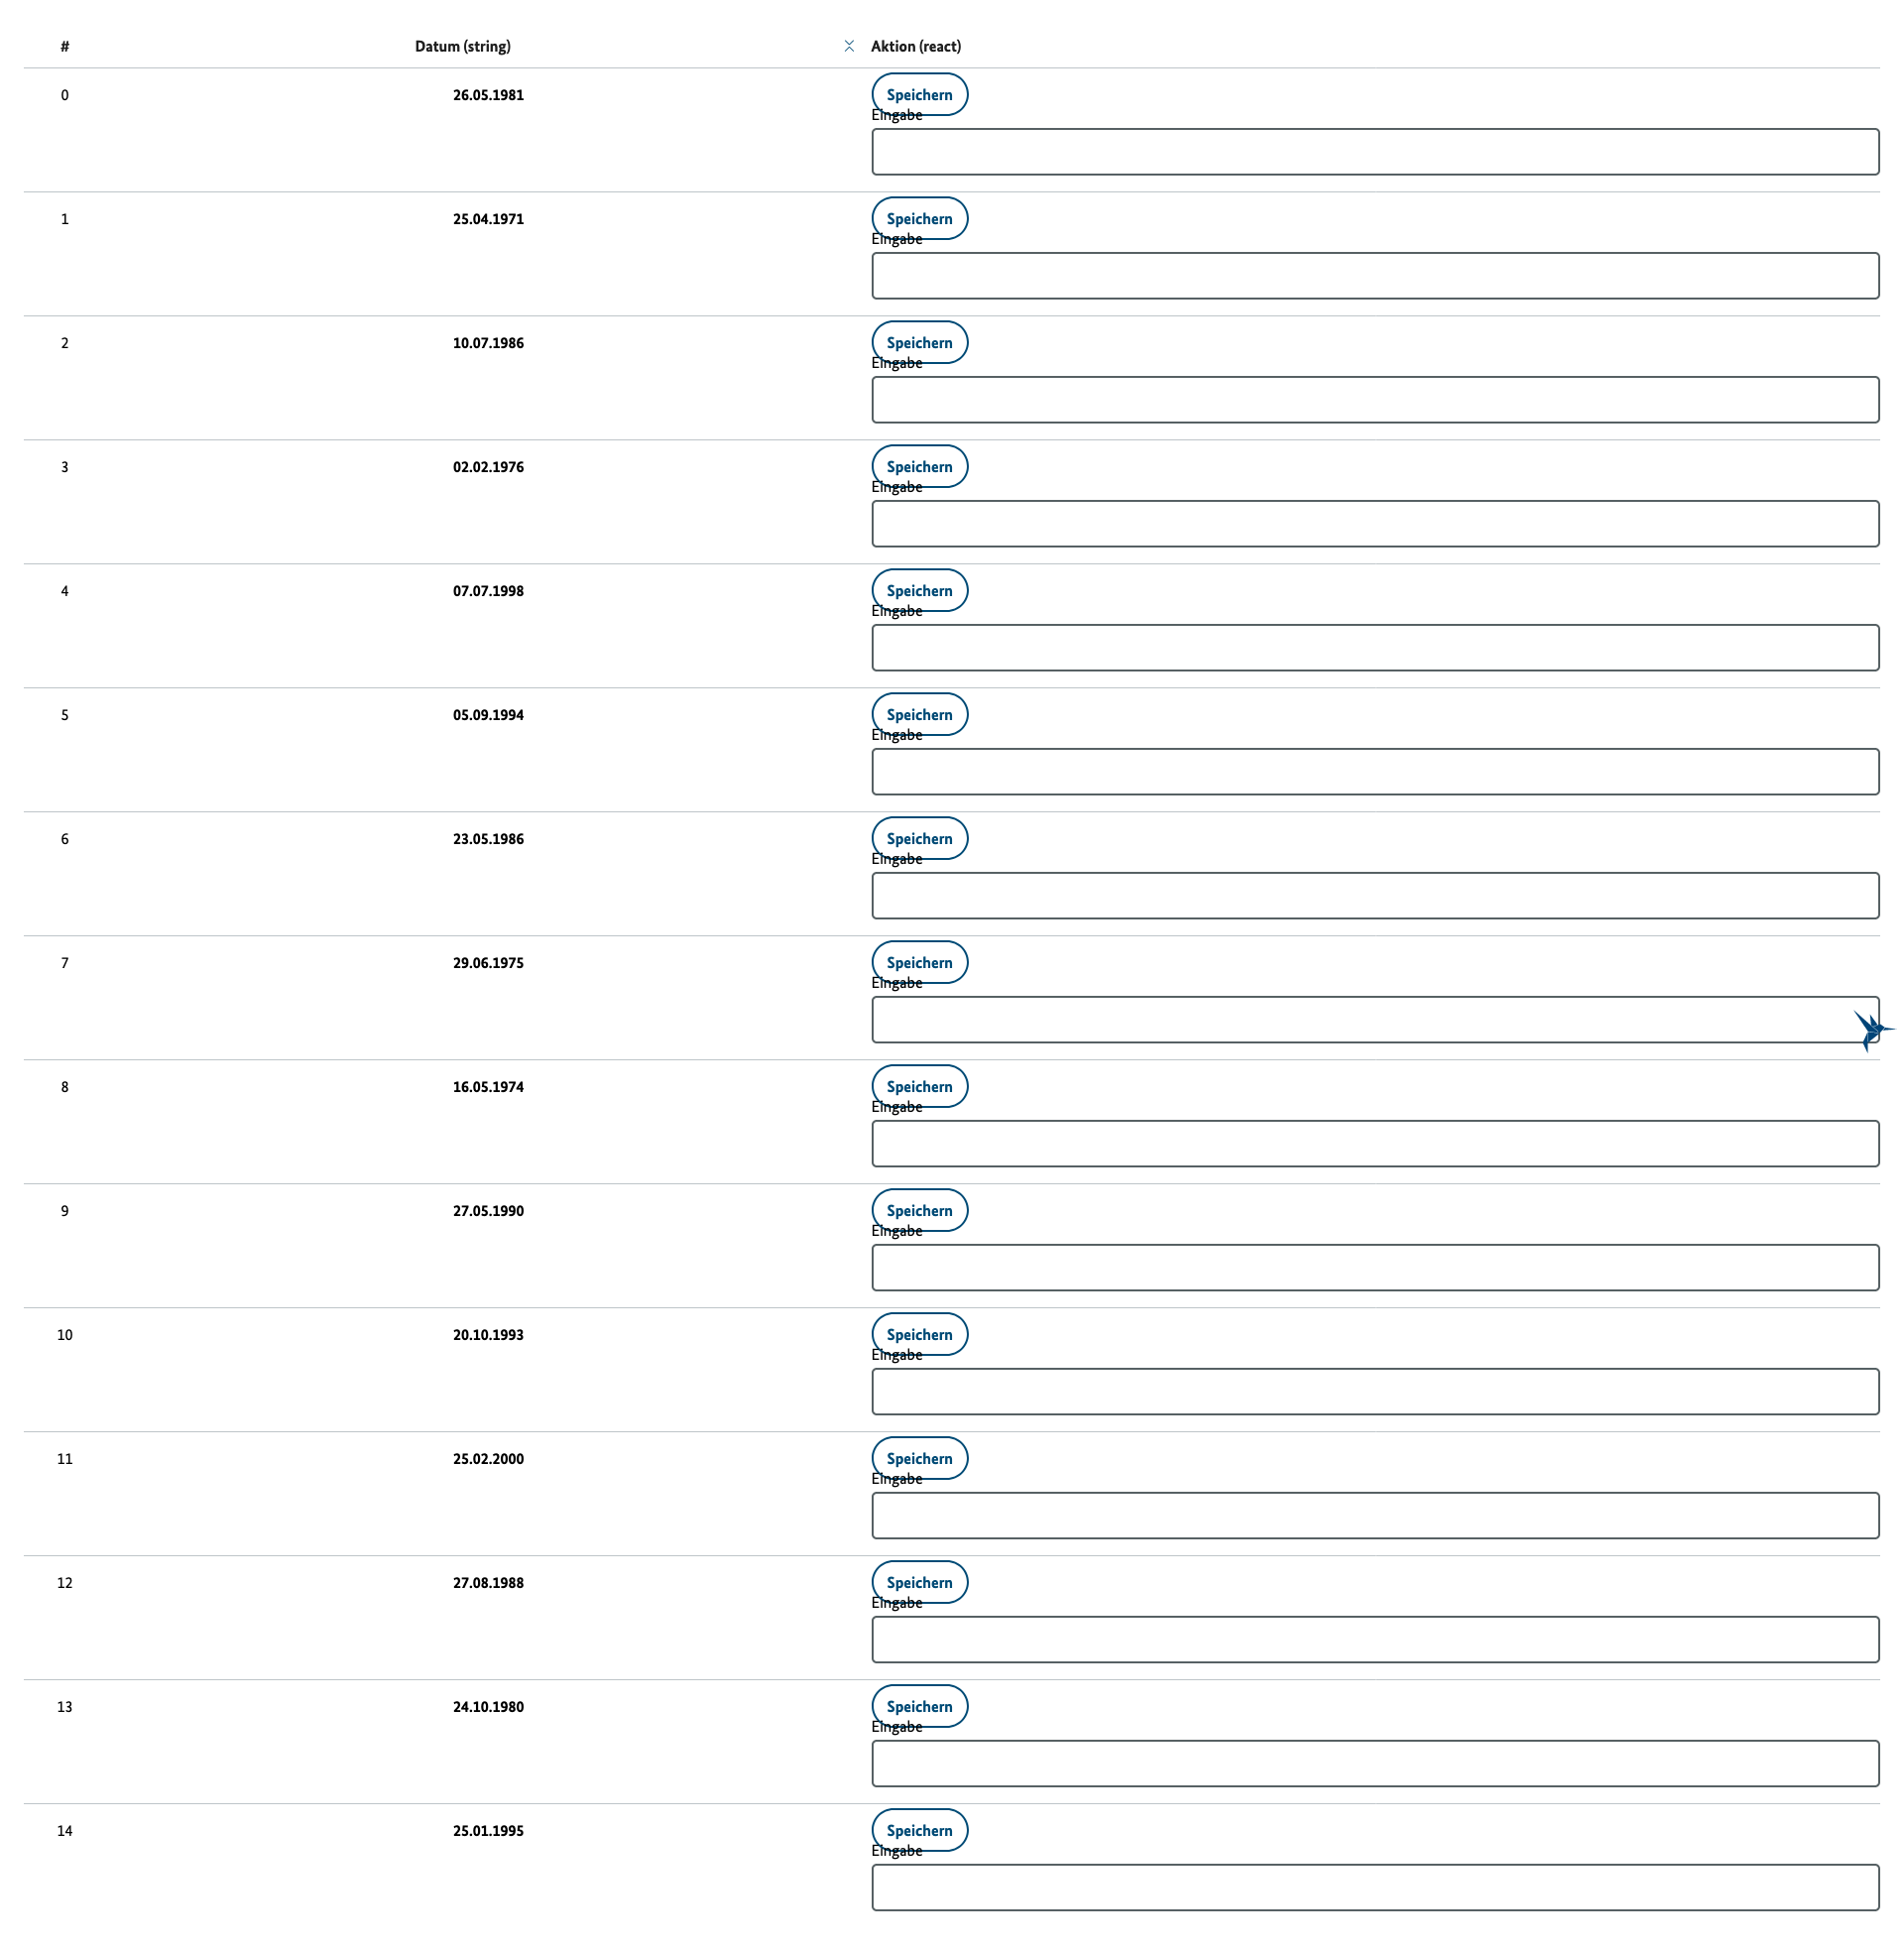 # Datum (string) Aktion (react)
0 26.05.1981 Speichern
Eingabe
1 25.04.1971 Speichern
Eingabe
2 10.07.1986 Speichern
Eingabe
3 02.02.1976 Speichern
Eingabe
4 07.07.1998 Speichern
Eingabe
5 05.09.1994 Speichern
Eingabe
6 23.05.1986 Speichern
Eingabe
7 29.06.1975 Speichern
Eingabe
8 16.05.1974 Speichern
Eingabe
9 27.05.1990 Speichern
Eingabe
10 20.10.1993 Speichern
Eingabe
11 25.02.2000 Speichern
Eingabe
12 27.08.1988 Speichern
Eingabe
13 24.10.1980 Speichern
Eingabe
14 25.01.1995 Speichern
Eingabe